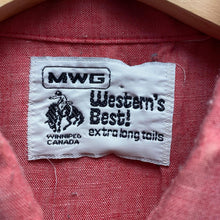 MWG
Western's
Best!
extra long tails
WINNIPEG
CANADA